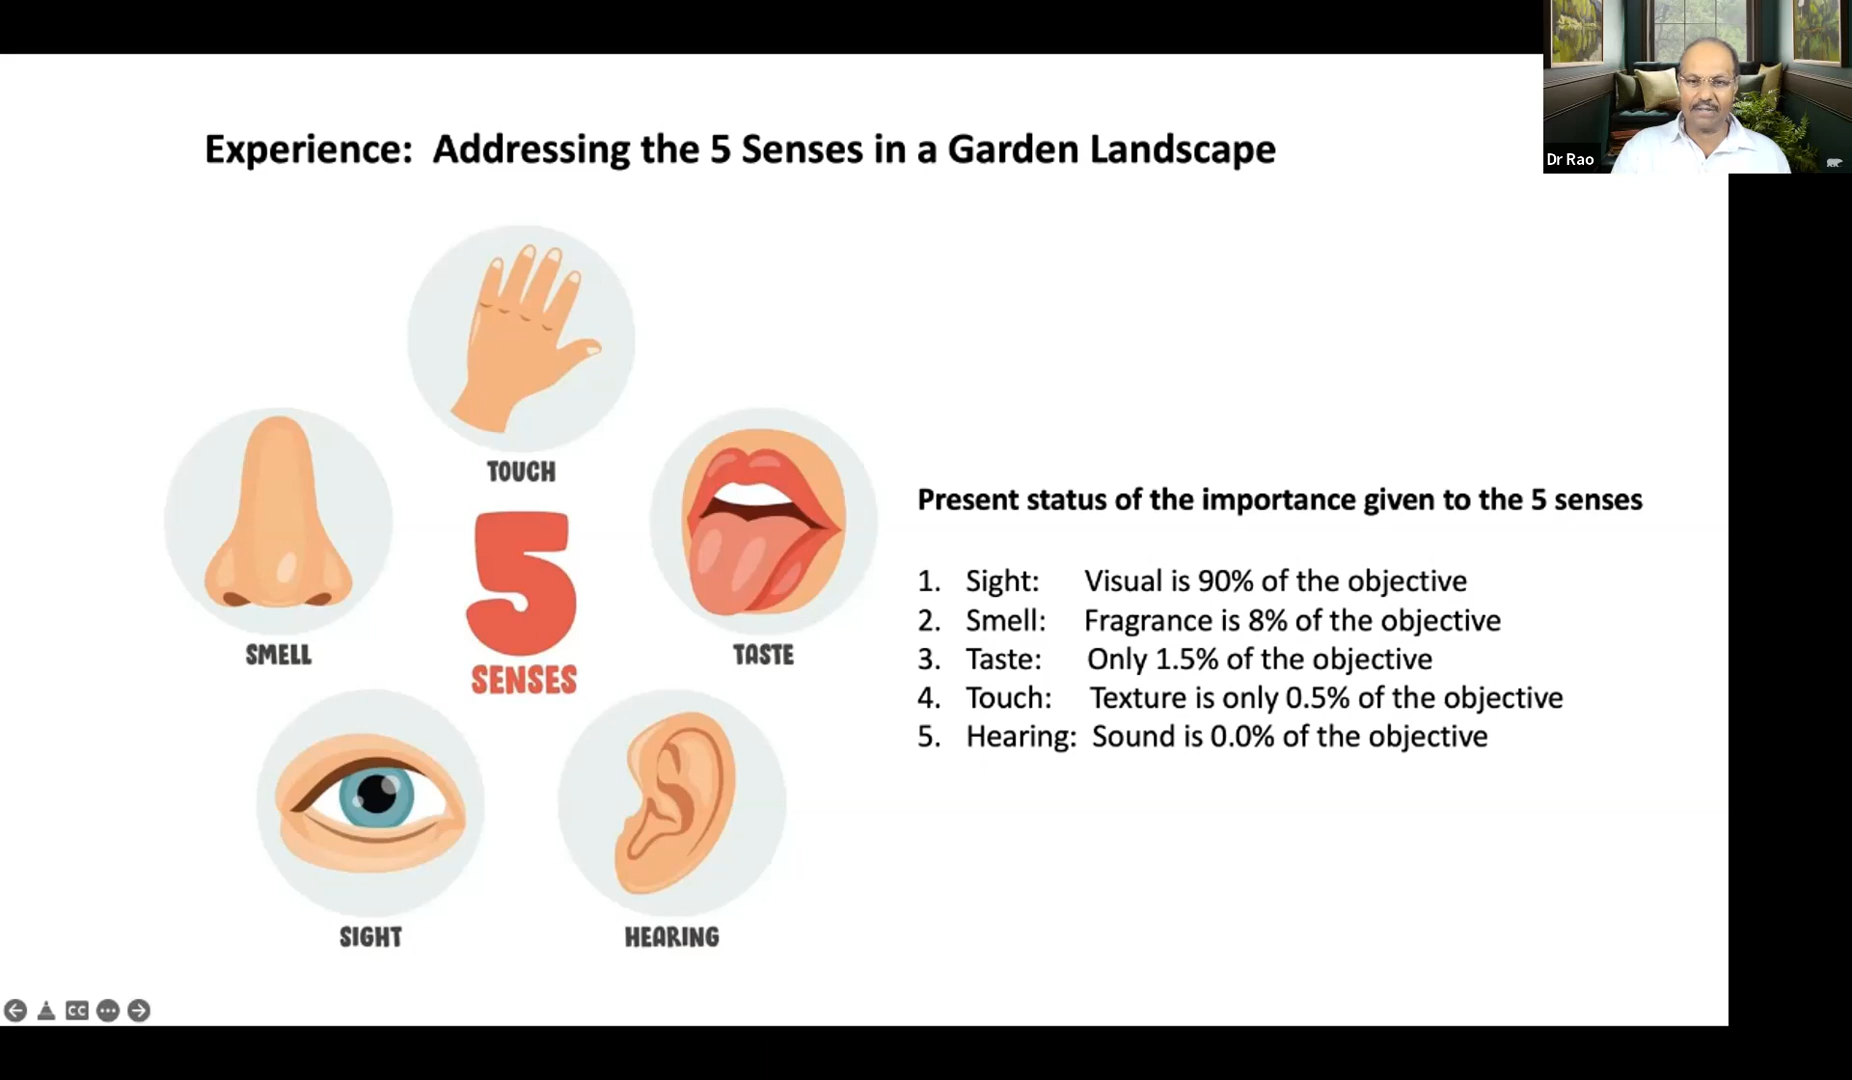 Experience: Addressing the 5 Senses in a Garden Landscape
Dr Rao
TOUCH
SMELL
TASTE
5
SENSES
SIGHT
HEARING
Present status of the importance given to the 5 senses
1. Sight: Visual is 90% of the objective
2. Smell: Fragrance is 8% of the objective
3. Taste: Only 1.5% of the objective
4. Touch: Texture is only 0.5% of the objective
5. Hearing: Sound is 0.0% of the objective
CC